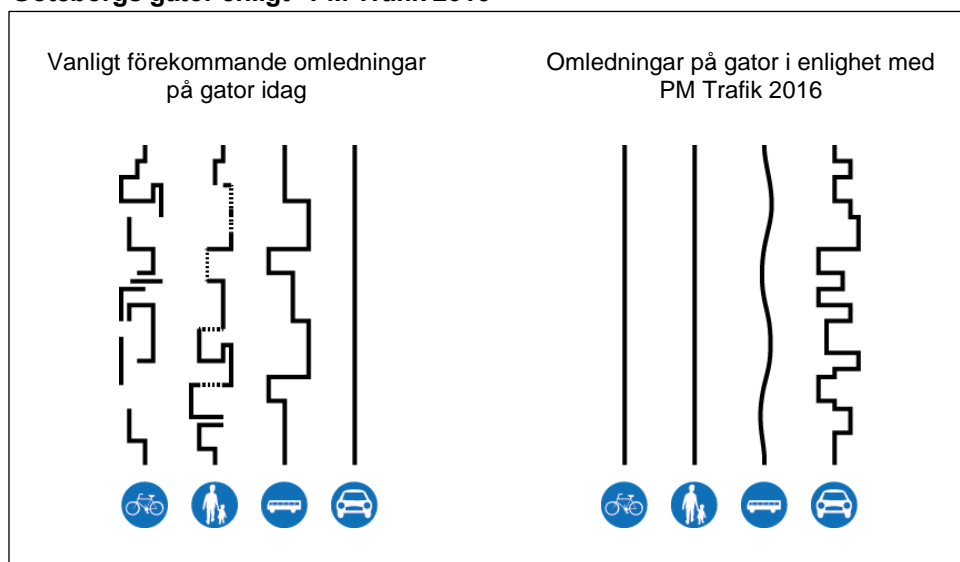 Vanligt förekommande omledningar
på gator idag
Omledningar på gator i enlighet med
PM Trafik 2016